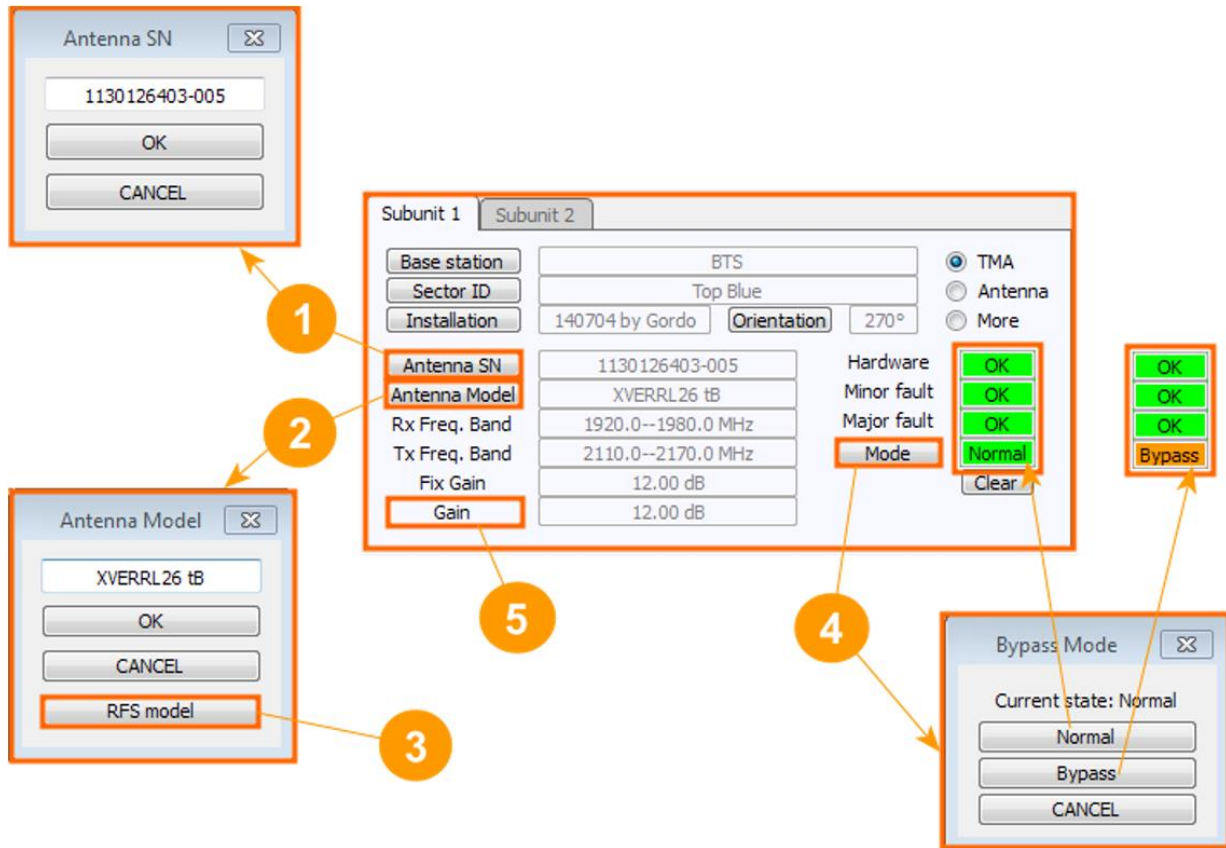 Antenna SN
1130126403-005
OK
CANCEL
1
2
Antenna Model
XVERRL26 tB
OK
CANCEL
RFS model
3
Subunit 1 Subunit 2
Base station BTS TMA
Sector ID Top Blue Antenna
Installation 140704 by Gordo Orientation 270° More
Antenna SN 1130126403-005 Hardware OK
Antenna Model XVERRL26 tB Minor fault OK
Rx Freq. Band 1920.0--1980.0 MHz Major fault OK
Tx Freq. Band 2110.0--2170.0 MHz Mode Normal
Fix Gain 12.00 dB Clear
Gain 12.00 dB
OK
OK
OK
Bypass
5
4
Bypass Mode
Current state: Normal
Normal
Bypass
CANCEL